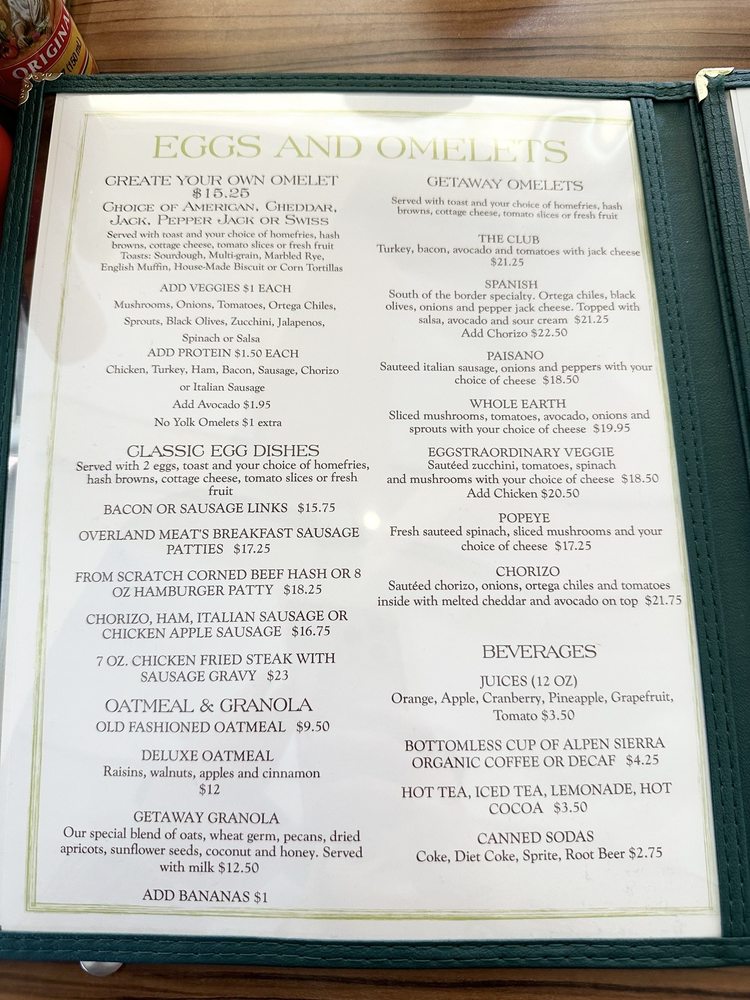 ORIGINAL
EGGS AND OMELETS
CREATE YOUR OWN OMELET
$15.25
CHOICE OF AMERICAN, CHEDDAR,
JACK, PEPPER JACK OR SWISS
Served with toast and your choice of homefries, hash
browns, cottage cheese, tomato slices or fresh fruit
Toasts: Sourdough, Multi-grain, Marbled Rye,
English Muffin, House-Made Biscuit or Corn Tortillas
ADD VEGGIES $1 EACH
Mushrooms, Onions, Tomatoes, Ortega Chiles,
Sprouts, Black Olives, Zucchini, Jalapenos,
Spinach or Salsa
ADD PROTEIN $1.50 EACH
Chicken, Turkey, Ham, Bacon, Sausage, Chorizo
or Italian Sausage
Add Avocado $1.95
No Yolk Omelets $1 extra
CLASSIC EGG DISHES
Served with 2 eggs, toast and your choice of homefries,
hash browns, cottage cheese, tomato slices or fresh
fruit
BACON OR SAUSAGE LINKS $15.75
OVERLAND MEAT'S BREAKFAST SAUSAGE
PATTIES $17.25
FROM SCRATCH CORNED BEEF HASH OR 8
OZ HAMBURGER PATTY $18.25
CHORIZO, HAM, ITALIAN SAUSAGE OR
CHICKEN APPLE SAUSAGE $16.75
7 OZ. CHICKEN FRIED STEAK WITH
SAUSAGE GRAVY $23
OATMEAL & GRANOLA
OLD FASHIONED OATMEAL $9.50
DELUXE OATMEAL
Raisins, walnuts, apples and cinnamon
$12
GETAWAY GRANOLA
Our special blend of oats, wheat germ, pecans, dried
apricots, sunflower seeds, coconut and honey. Served
with milk $12.50
ADD BANANAS $1
GETAWAY OMELETS
Served with toast and your choice of homefries, hash
browns, cottage cheese, tomato slices or fresh fruit
THE CLUB
Turkey, bacon, avocado and tomatoes with jack cheese
$21.25
SPANISH
South of the border specialty. Ortega chiles, black
olives, onions and pepper jack cheese. Topped with
salsa, avocado and sour cream $21.25
Add Chorizo $22.50
PAISANO
Sauteed italian sausage, onions and peppers with your
choice of cheese $18.50
WHOLE EARTH
Sliced mushrooms, tomatoes, avocado, onions and
sprouts with your choice of cheese $19.95
EGGSTRAORDINARY VEGGIE
Sautéed zucchini, tomatoes, spinach
and mushrooms with your choice of cheese $18.50
Add Chicken $20.50
POPEYE
Fresh sauteed spinach, sliced mushrooms and your
choice of cheese $17.25
CHORIZO
Sautéed chorizo, onions, ortega chiles and tomatoes
inside with melted cheddar and avocado on top $21.75
BEVERAGES
JUICES (12 OZ)
Orange, Apple, Cranberry, Pineapple, Grapefruit,
Tomato $3.50
BOTTOMLESS CUP OF ALPEN SIERRA
ORGANIC COFFEE OR DECAF $4.25
HOT TEA, ICED TEA, LEMONADE, HOT
COCOA $3.50
CANNED SODAS
Coke, Diet Coke, Sprite, Root Beer $2.75